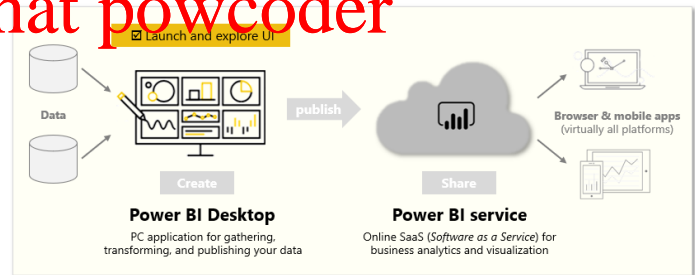 hat powcoder
☑ Launch and explore UI
Data
publish
Browser & mobile apps
(virtually all platforms)
Create
Share
Power BI Desktop
Power BI service
PC application for gathering,
transforming, and publishing your data
Online SaaS (Software as a Service) for
business analytics and visualization